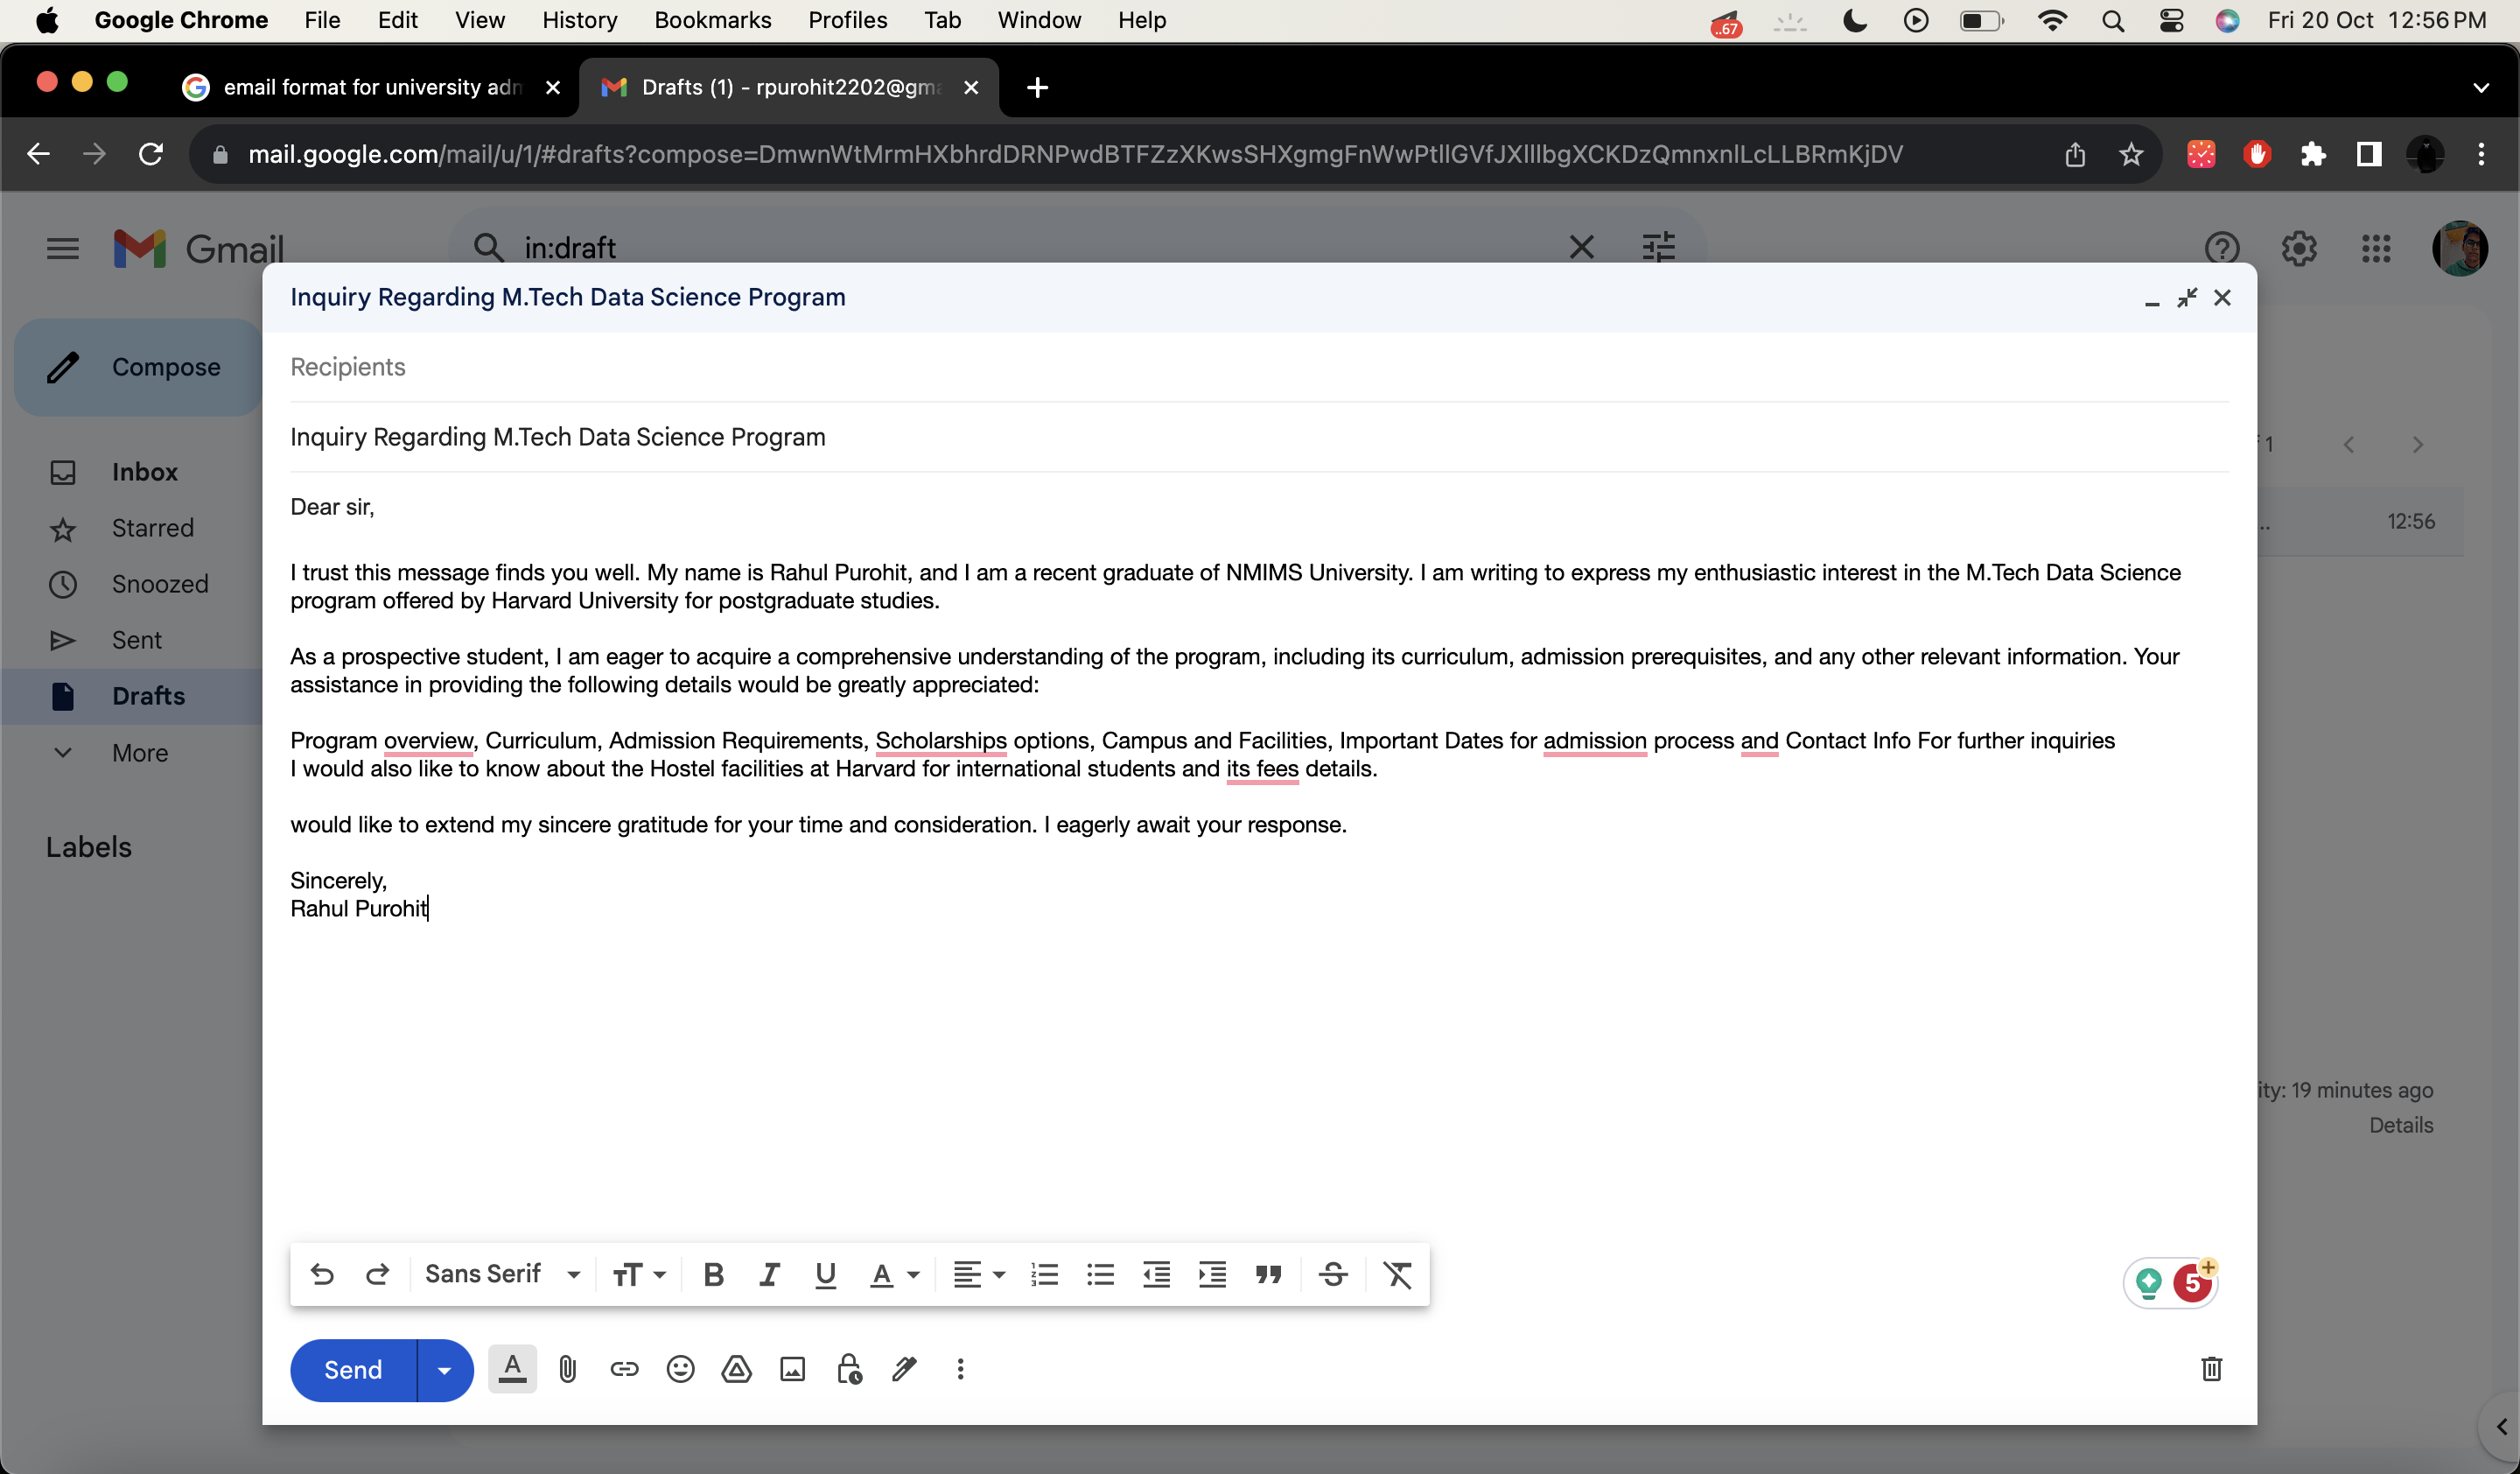 Google Chrome File Edit View History Bookmarks Profiles Tab Window Help ..67 Fri 20 Oct 12:56 PM
email format for university adm Drafts (1) - rpurohit2202@gma
mail.google.com/mail/u/1/#drafts?compose=DmwnWtMrmHXbhrdDRNPwdBTFZzXKwsSHXgmgFnWwPtllGVfJXlllbgXCKDzQmnxnlLcLLBRmKjDV
Gmail in:draft
Inquiry Regarding M.Tech Data Science Program
Compose
Recipients
Inquiry Regarding M.Tech Data Science Program
1
Inbox
Starred
Snoozed
Sent
Drafts
More
Labels
Dear sir,
.. 12:56
I trust this message finds you well. My name is Rahul Purohit, and I am a recent graduate of NMIMS University. I am writing to express my enthusiastic interest in the M.Tech Data Science
program offered by Harvard University for postgraduate studies.
As a prospective student, I am eager to acquire a comprehensive understanding of the program, including its curriculum, admission prerequisites, and any other relevant information. Your
assistance in providing the following details would be greatly appreciated:
Program overview, Curriculum, Admission Requirements, Scholarships options, Campus and Facilities, Important Dates for admission process and Contact Info For further inquiries
I would also like to know about the Hostel facilities at Harvard for international students and its fees details.
would like to extend my sincere gratitude for your time and consideration. I eagerly await your response.
Sincerely,
Rahul Purohit
ity: 19 minutes ago
Details
Sans Serif
5
Send